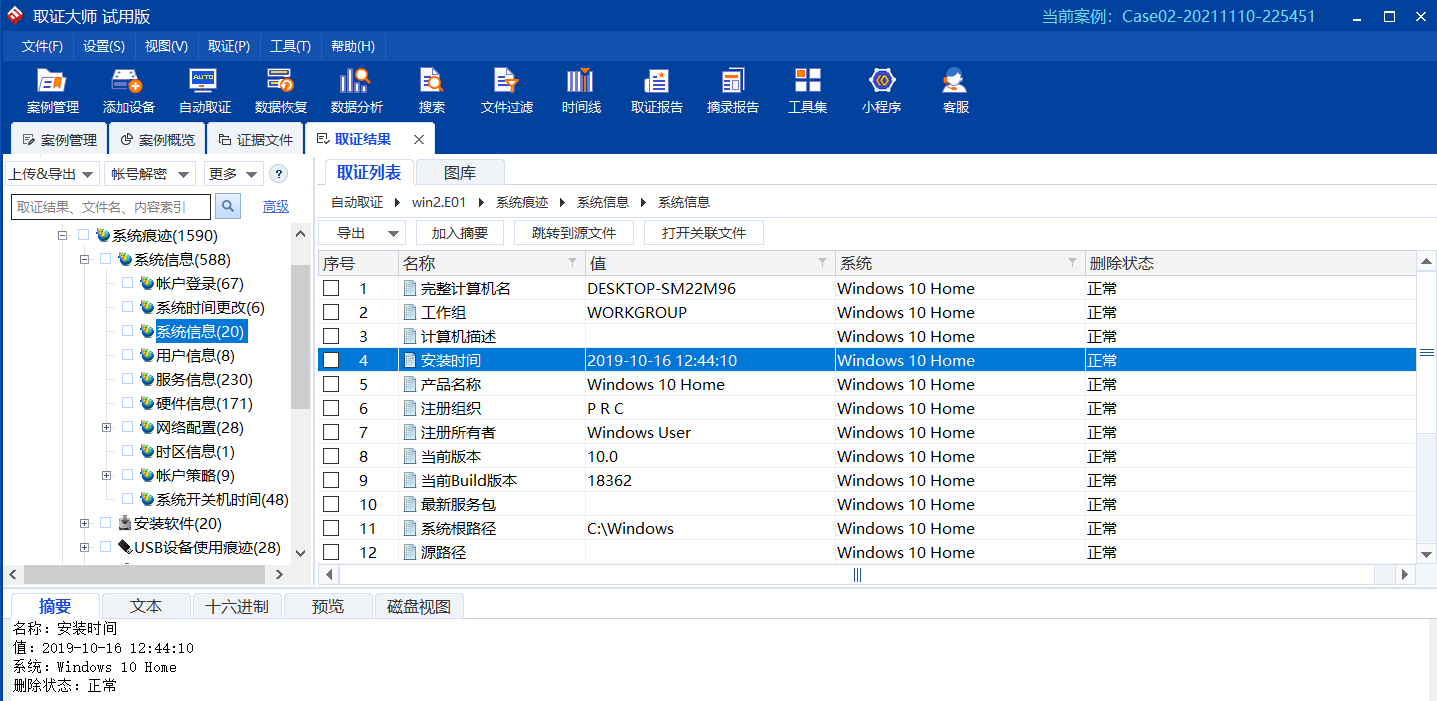 取证大师 试用版 当前案例：Case02-20211110-225451
文件(F) 设置(S) 视图(V) 取证(P) 工具(T) 帮助(H)
AUTO
案例管理 添加设备 自动取证 数据恢复 数据分析 搜索 文件过滤 时间线 取证报告 摘录报告 工具集 小程序 客服
案例管理 案例概览 证据文件 取证结果
上传&导出 帐号解密 更多 ?
取证结果、文件名、内容索引 高级
系统痕迹(1590)
系统信息(588)
帐户登录(67)
系统时间更改(6)
系统信息(20)
用户信息(8)
服务信息(230)
硬件信息(171)
网络配置(28)
时区信息(1)
帐户策略(9)
系统开关机时间(48)
安装软件(20)
USB设备使用痕迹(28)
取证列表 图库
自动取证 win2.E01 系统痕迹 系统信息 系统信息
导出 加入摘要 跳转到源文件 打开关联文件
序号 名称 值 系统 删除状态
1 完整计算机名 DESKTOP-SM22M96 Windows 10 Home 正常
2 工作组 WORKGROUP Windows 10 Home 正常
3 计算机描述 Windows 10 Home 正常
4 安装时间 2019-10-16 12:44:10 Windows 10 Home 正常
5 产品名称 Windows 10 Home Windows 10 Home 正常
6 注册组织 P R C Windows 10 Home 正常
7 注册所有者 Windows User Windows 10 Home 正常
8 当前版本 10.0 Windows 10 Home 正常
9 当前Build版本 18362 Windows 10 Home 正常
10 最新服务包 Windows 10 Home 正常
11 系统根路径 C:\Windows Windows 10 Home 正常
12 源路径 Windows 10 Home 正常
摘要 文本 十六进制 预览 磁盘视图
名称：安装时间
值：2019-10-16 12:44:10
系统：Windows 10 Home
删除状态：正常